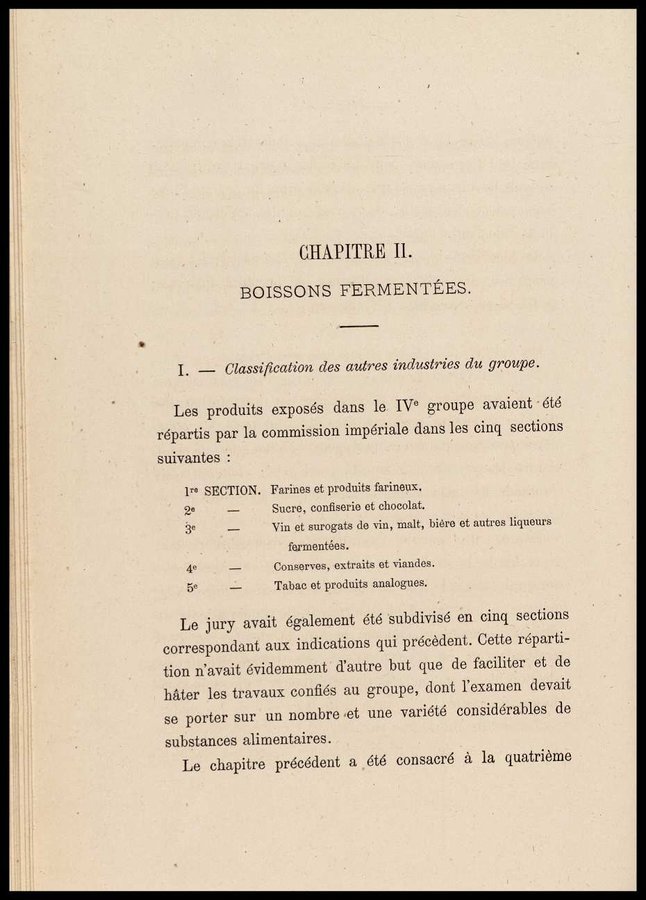 CHAPITRE II.
BOISSONS FERMENTÉES.
I. — Classification des autres industries du groupe.
Les produits exposés dans le IVe groupe avaient été
répartis par la commission impériale dans les cinq sections
suivantes :
1re SECTION. Farines et produits farineux.
2e — Sucre, confiserie et chocolat.
3e — Vin et surogats de vin, malt, bière et autres liqueurs
fermentées.
4e — Conserves, extraits et viandes.
5e — Tabac et produits analogues.
Le jury avait également été subdivisé en cinq sections
correspondant aux indications qui précèdent. Cette réparti-
tion n'avait évidemment d'autre but que de faciliter et de
hâter les travaux confiés au groupe, dont l'examen devait
se porter sur un nombre et une variété considérables de
substances alimentaires.
Le chapitre précédent a été consacré à la quatrième